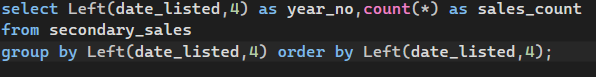 select Left(date_listed,4) as year_no,count(*) as sales_count
from secondary_sales
group by Left(date_listed,4) order by Left(date_listed,4);